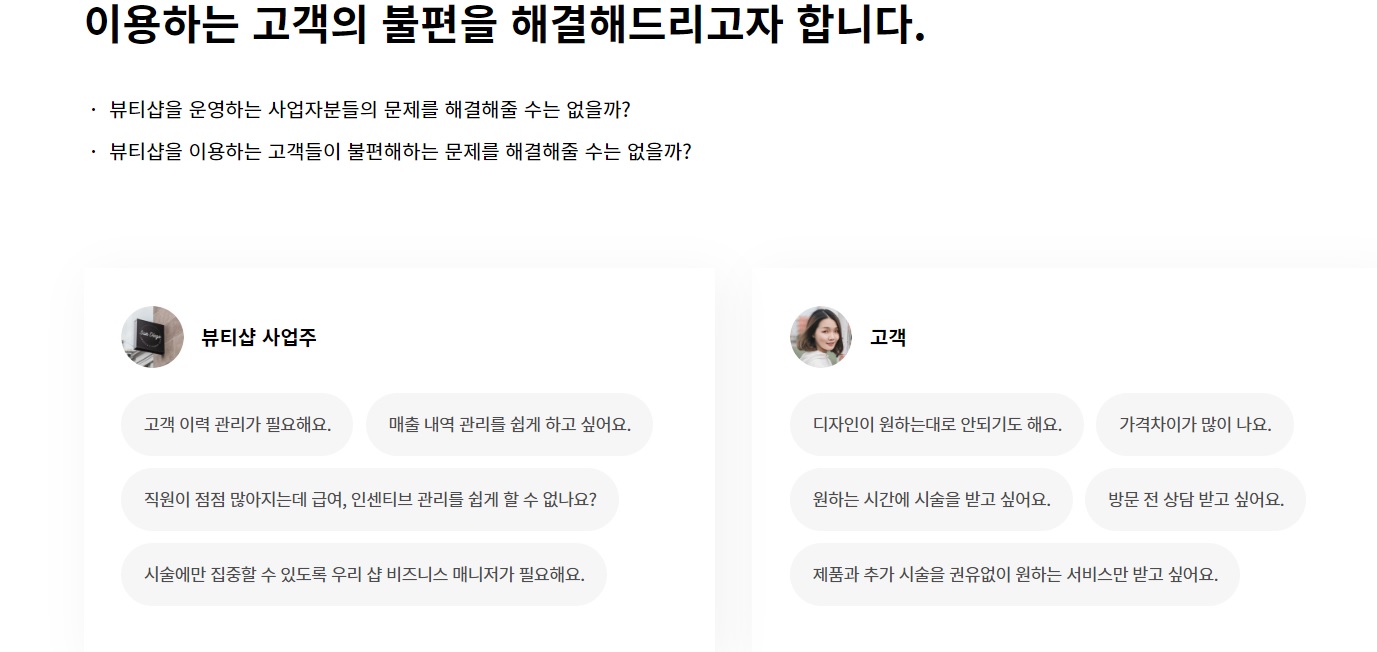 이용하는 고객의 불편을 해결해드리고자 합니다.
· 뷰티샵을 운영하는 사업자분들의 문제를 해결해줄 수는 없을까?
· 뷰티샵을 이용하는 고객들이 불편해하는 문제를 해결해줄 수는 없을까?
뷰티샵 사업주
고객 이력 관리가 필요해요.
매출 내역 관리를 쉽게 하고 싶어요.
직원이 점점 많아지는데 급여, 인센티브 관리를 쉽게 할 수 없나요?
시술에만 집중할 수 있도록 우리 샵 비즈니스 매니저가 필요해요.
고객
디자인이 원하는대로 안되기도 해요.
가격차이가 많이 나요.
원하는 시간에 시술을 받고 싶어요.
방문 전 상담 받고 싶어요.
제품과 추가 시술을 권유없이 원하는 서비스만 받고 싶어요.